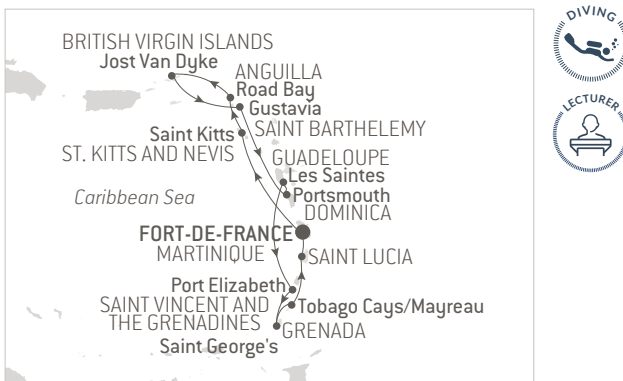 BRITISH VIRGIN ISLANDS
Jost Van Dyke
ANGUILLA
Road Bay
Gustavia
Saint Kitts
SAINT BARTHELEMY
ST. KITTS AND NEVIS
GUADELOUPE
Les Saintes
Caribbean Sea
Portsmouth
DOMINICA
FORT-DE-FRANCE
MARTINIQUE
SAINT LUCIA
Port Elizabeth
SAINT VINCENT AND
THE GRENADINES
Tobago Cays/Mayreau
GRENADA
Saint George's
DIVING
LECTURER